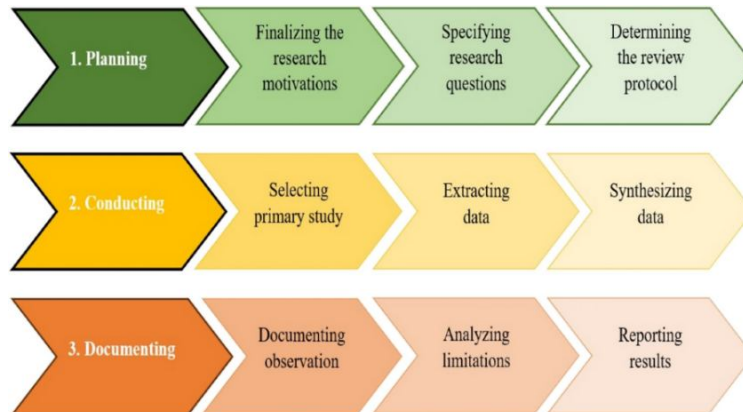 1. Planning
Finalizing the
research
motivations
Specifying
research
questions
Determining
the review
protocol
2. Conducting
Selecting
primary study
Extracting
data
Synthesizing
data
3. Documenting
Documenting
observation
Analyzing
limitations
Reporting
results